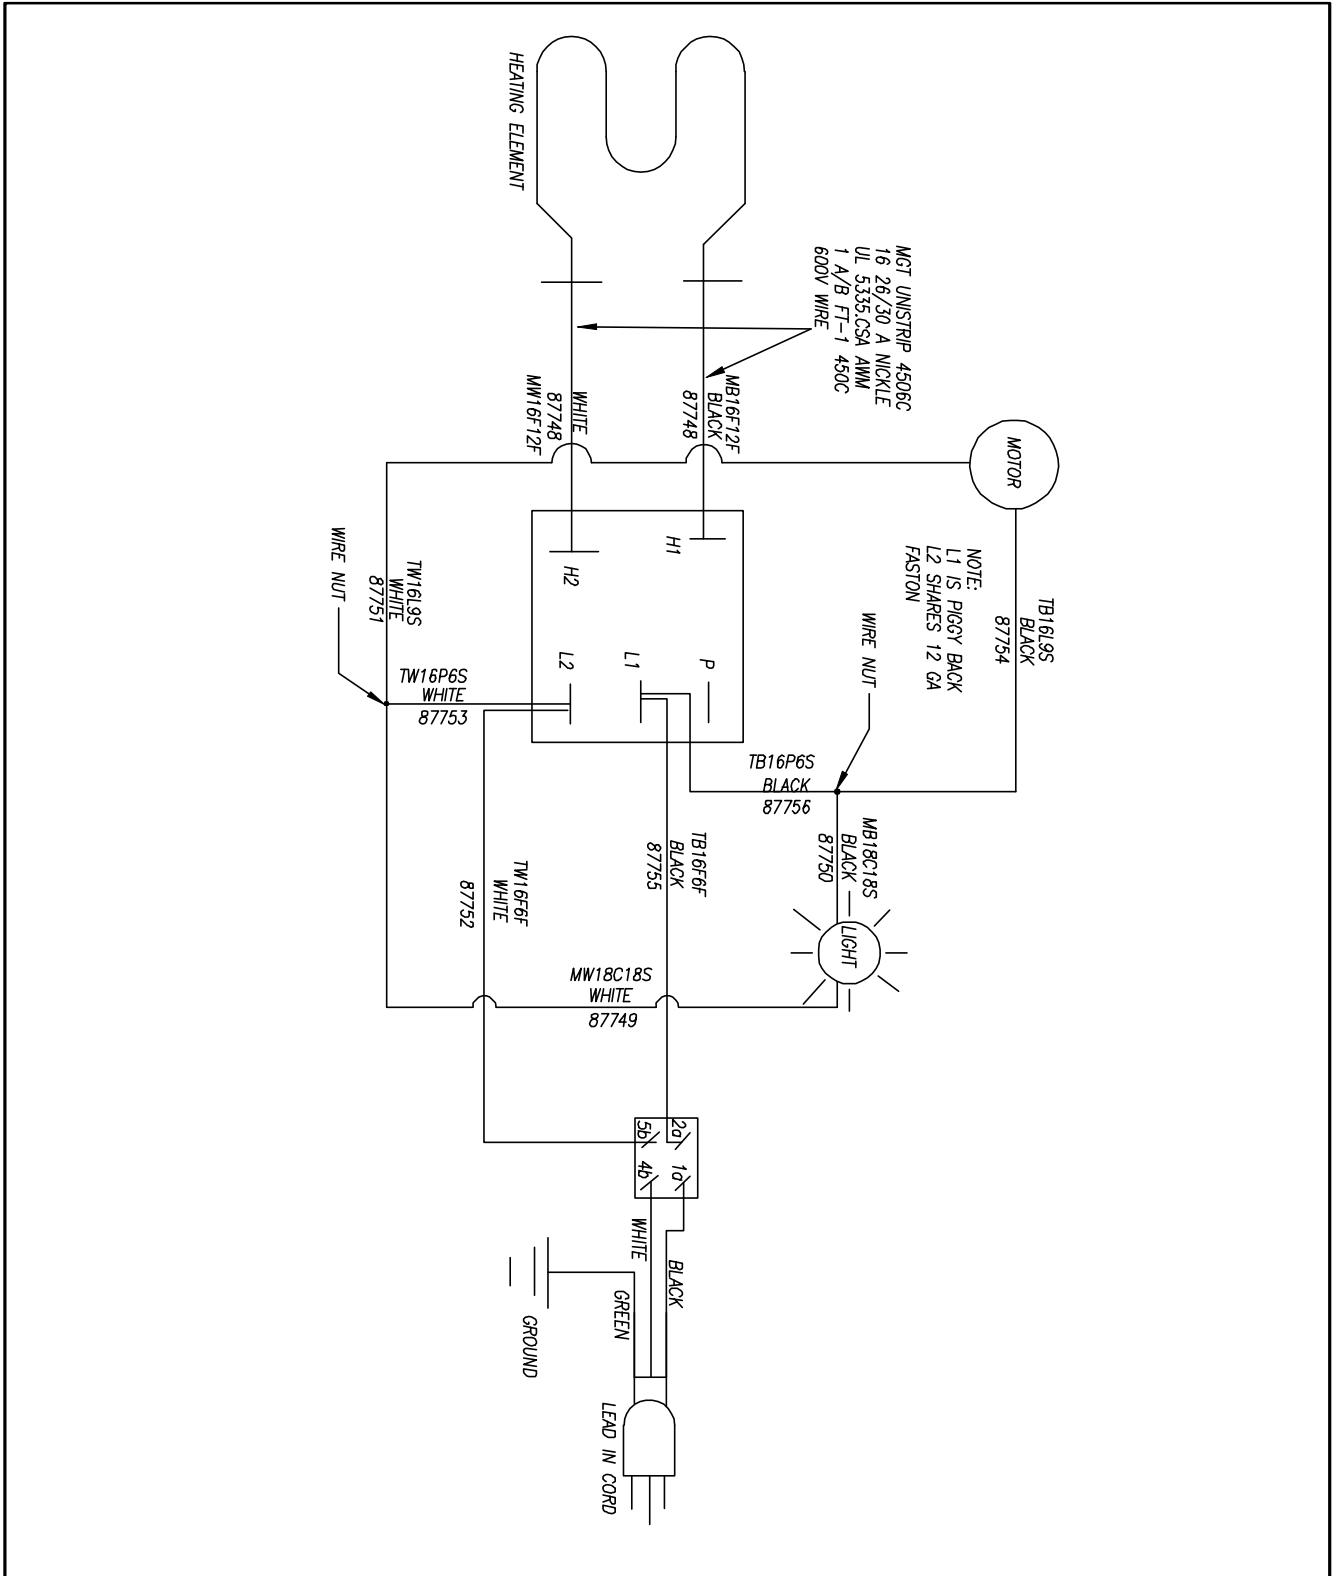 HEATING ELEMENT
MGT UNISTRIP 4506C
16 26/30 A NICKLE
UL 5335.CSA AWM
1 A/B FT-1 450C
600V WIRE
MB16F12F
BLACK
87748
WHITE
87748
MW16F12F
MOTOR
TB16L9S
BLACK
87754
NOTE:
L1 IS PIGGY BACK
L2 SHARES 12 GA
FASTON
H1
H2
P
L1
L2
WIRE NUT
WIRE NUT
TW16L9S
WHITE
87751
TW16P6S
WHITE
87753
TB16P6S
BLACK
87756
MB18C18S
BLACK
87750
LIGHT
TB16F6F
BLACK
87755
TW16F6F
WHITE
87752
MW18C18S
WHITE
87749
2a
5b
1a
4b
WHITE
BLACK
GREEN
GROUND
LEAD IN CORD